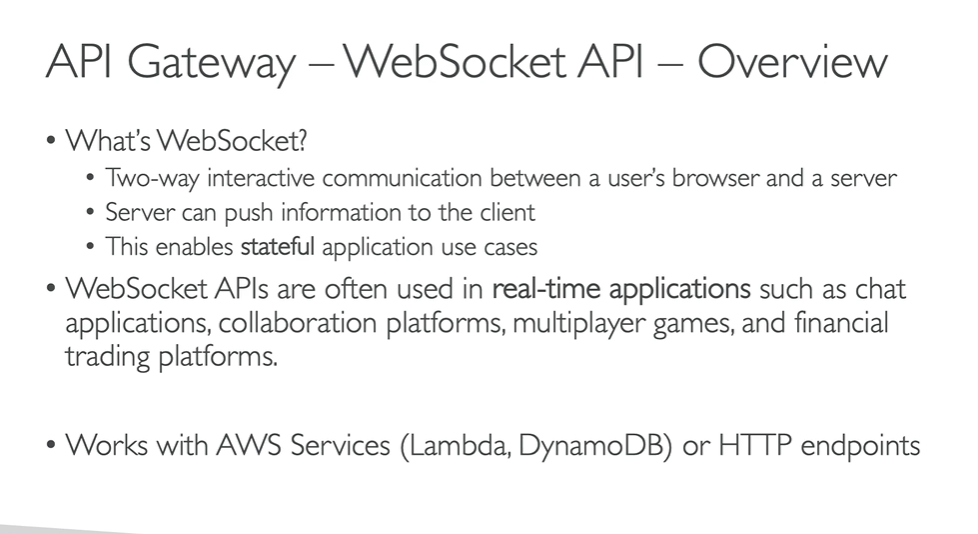 API Gateway – WebSocket API – Overview
• What's WebSocket?
• Two-way interactive communication between a user's browser and a server
• Server can push information to the client
• This enables stateful application use cases
• WebSocket APIs are often used in real-time applications such as chat
applications, collaboration platforms, multiplayer games, and financial
trading platforms.
• Works with AWS Services (Lambda, DynamoDB) or HTTP endpoints